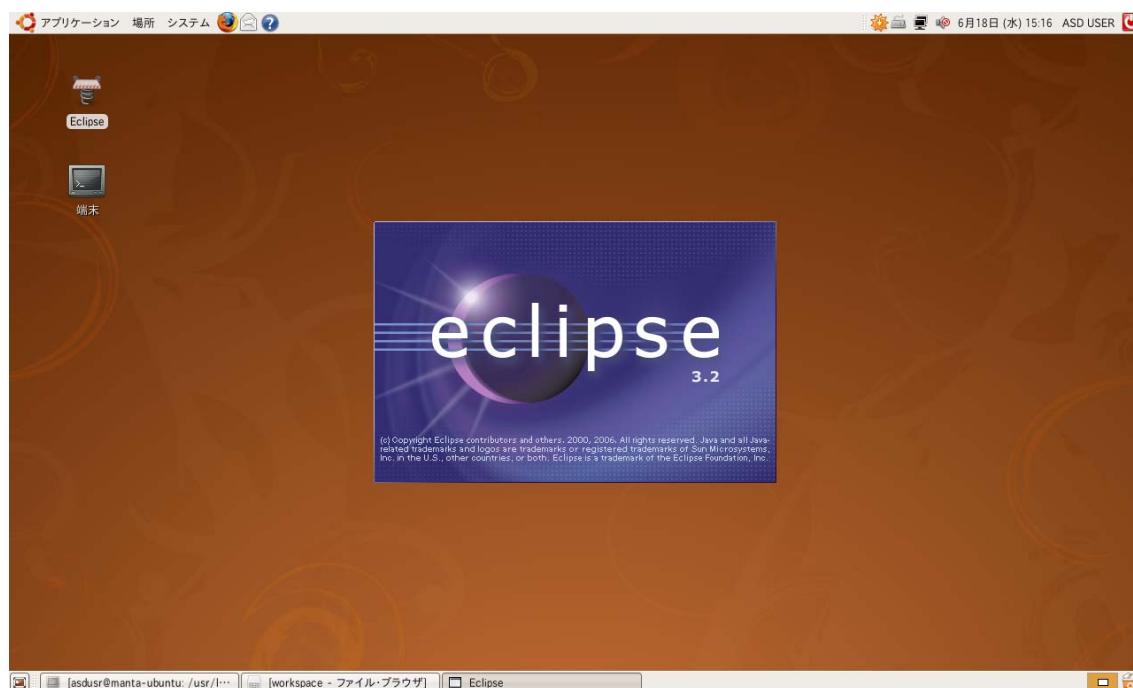 アプリケーション 場所 システム
6月18日 (水) 15:16 ASD USER
Eclipse
端末
eclipse
3.2
(c) Copyright Eclipse contributors and others. 2000, 2006. All rights reserved. Java and all Java-
related trademarks and logos are trademarks or registered trademarks of Sun Microsystems,
Inc. in the U.S., other countries, or both. Eclipse is a trademark of the Eclipse Foundation, Inc.
[asdusr@manta-ubuntu: /usr/l… [workspace - ファイル・ブラウザ] Eclipse